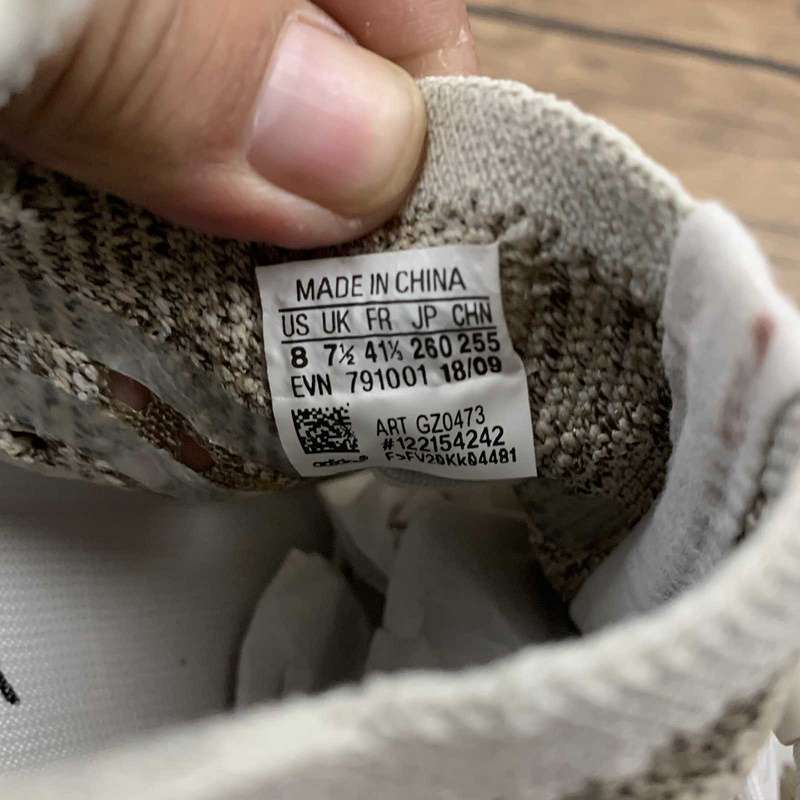 MADE IN CHINA
US UK FR JP CHN
8 7½ 41⅓ 260 255
EVN 791001 18/09
ART GZ0473
#122154242
adidas